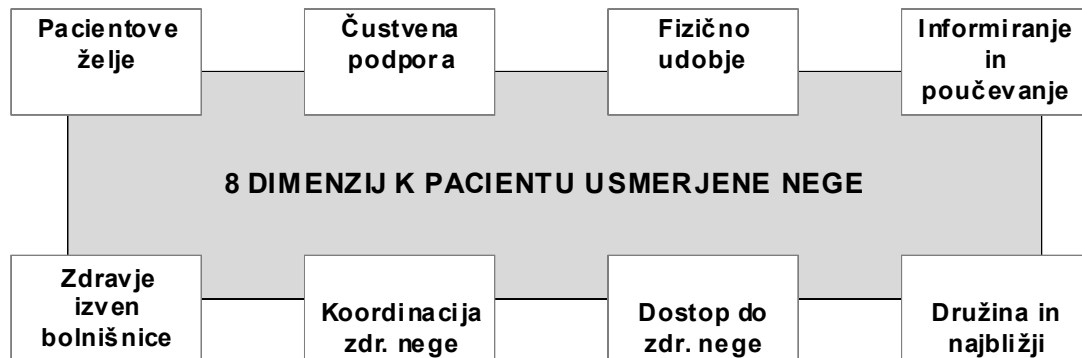 Pacientove
želje
Čustvena
podpora
Fizično
udobje
Informiranje
in
poučevanje
8 DIMENZIJ K PACIENTU USMERJENE NEGE
Zdravje
izven
bolnišnice
Koordinacija
zdr. nege
Dostop do
zdr. nege
Družina in
najbližji